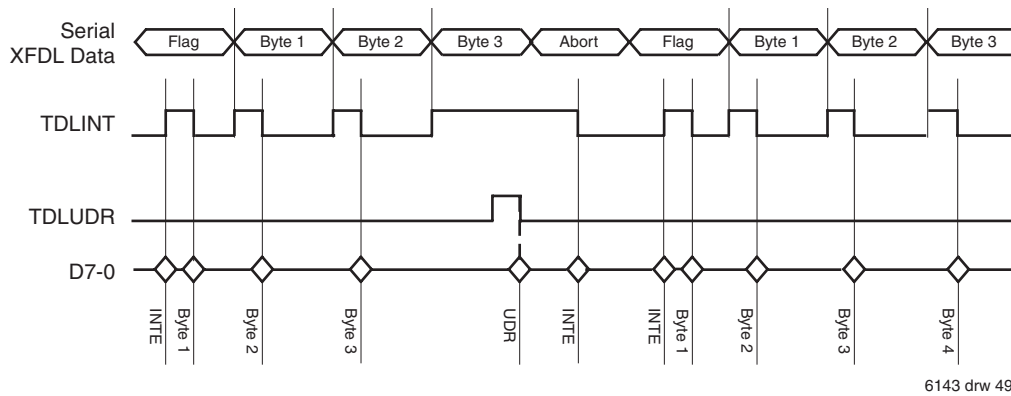 Serial
XFDL Data
Flag Byte 1 Byte 2 Byte 3 Abort Flag Byte 1 Byte 2 Byte 3
TDLINT
TDLUDR
D7-0
INTE Byte 1 Byte 2 Byte 3 UDR INTE INTE Byte 1 Byte 2 Byte 3 Byte 4
6143 drw 49